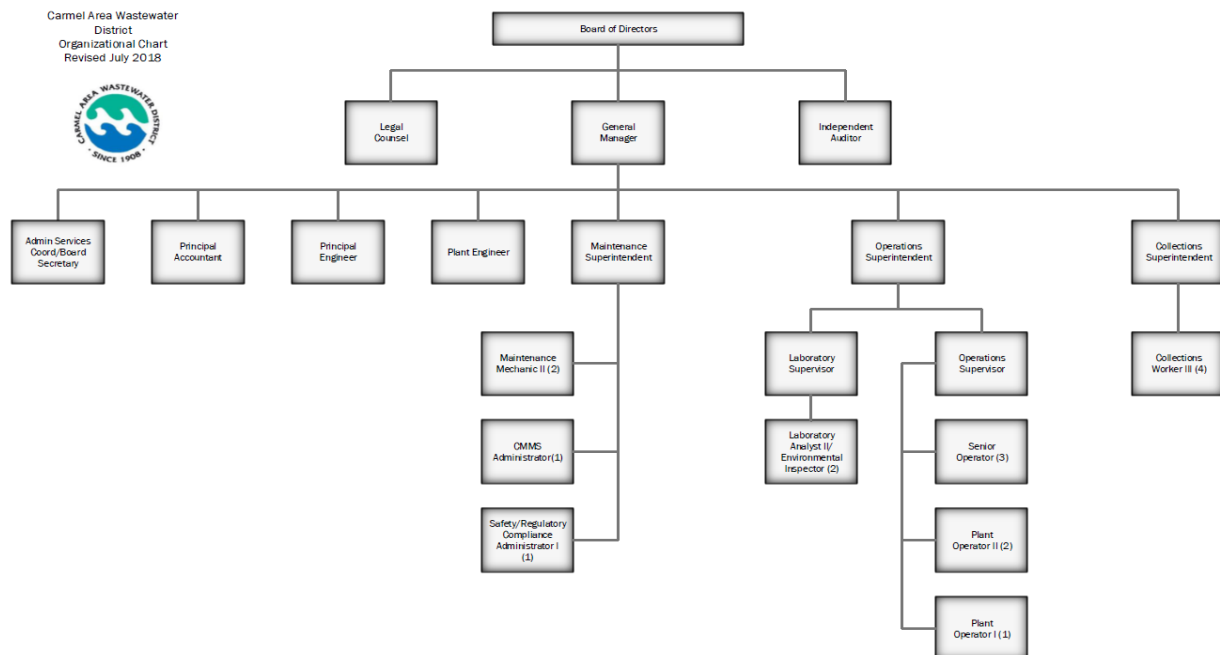 Carmel Area Wastewater
District
Organizational Chart
Revised July 2018
CARMEL AREA WASTEWATER DISTRICT
• SINCE 1908 •
Board of Directors
Legal
Counsel
General
Manager
Independent
Auditor
Admin Services
Coord/Board
Secretary
Principal
Accountant
Principal
Engineer
Plant Engineer
Maintenance
Superintendent
Operations
Superintendent
Collections
Superintendent
Maintenance
Mechanic II (2)
Laboratory
Supervisor
Operations
Supervisor
Collections
Worker III (4)
CMMS
Administrator(1)
Laboratory
Analyst II/
Environmental
Inspector (2)
Senior
Operator (3)
Safety/Regulatory
Compliance
Administrator I
(1)
Plant
Operator II (2)
Plant
Operator I (1)